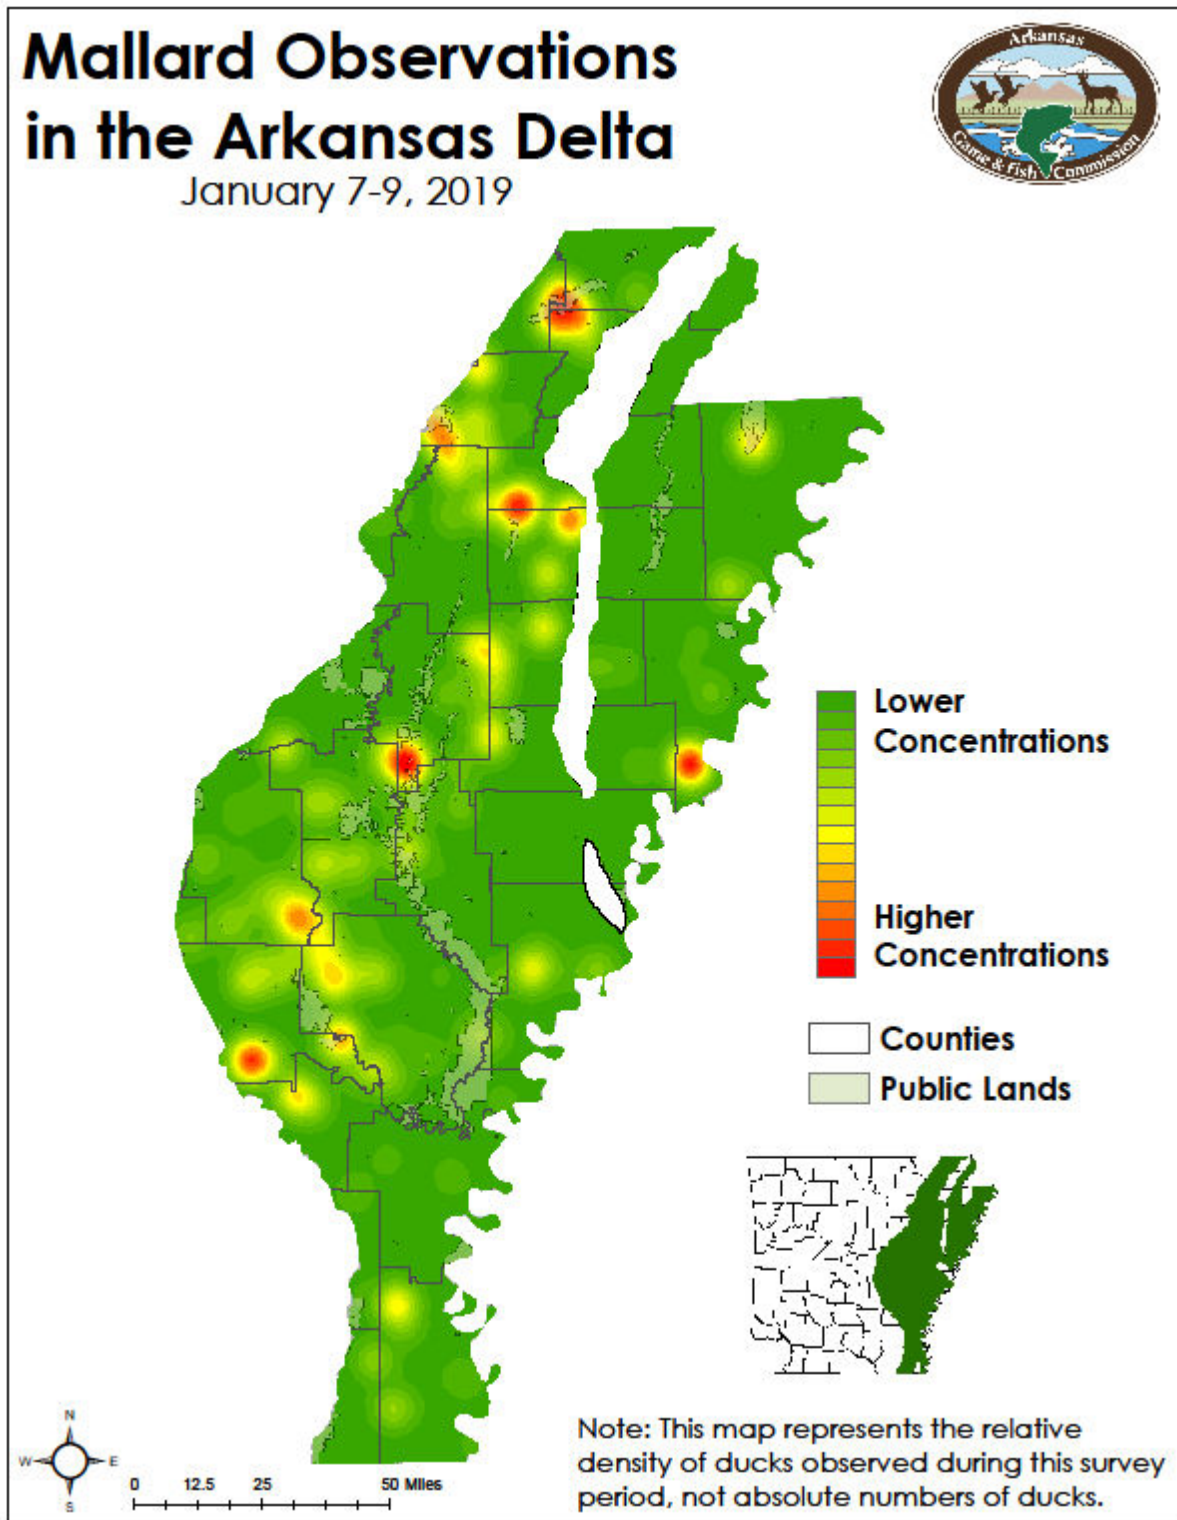 Mallard Observations
in the Arkansas Delta
January 7-9, 2019
Arkansas
Game & Fish Commission
Lower
Concentrations
Higher
Concentrations
Counties
Public Lands
N
W E
S
0 12.5 25 50 Miles
Note: This map represents the relative
density of ducks observed during this survey
period, not absolute numbers of ducks.